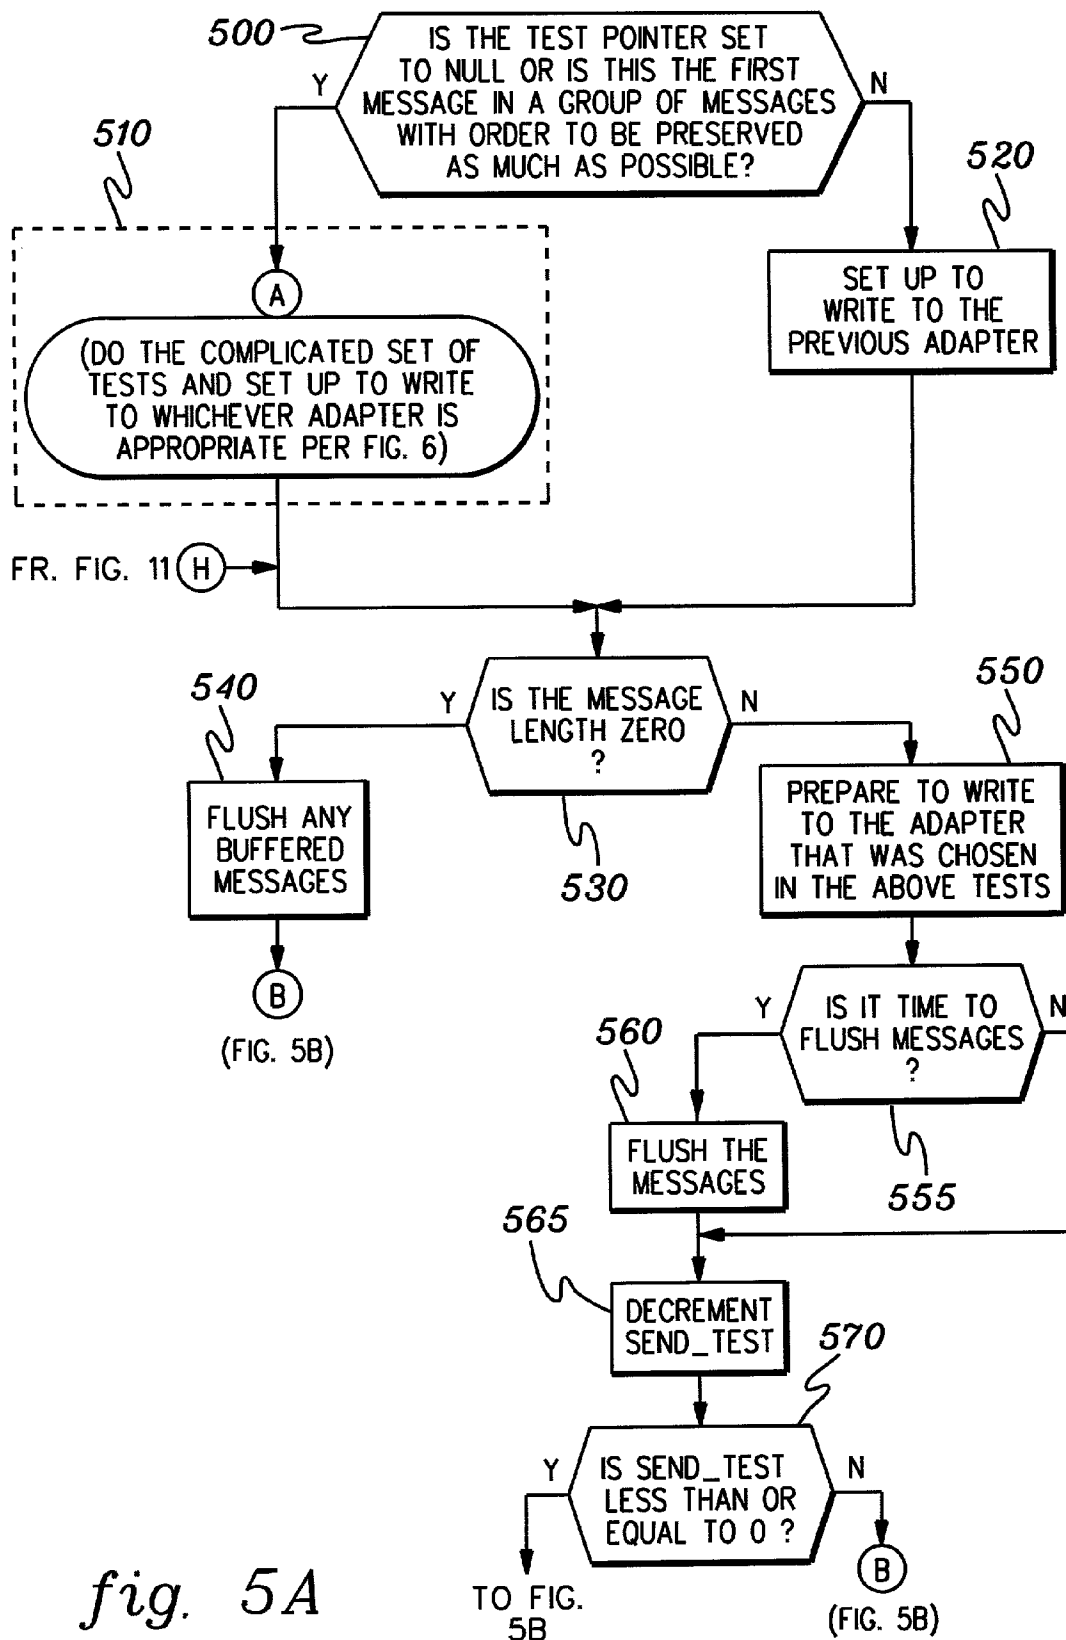 500
IS THE TEST POINTER SET
TO NULL OR IS THIS THE FIRST
MESSAGE IN A GROUP OF MESSAGES
WITH ORDER TO BE PRESERVED
AS MUCH AS POSSIBLE?
Y
N
510
520
A
(DO THE COMPLICATED SET OF
TESTS AND SET UP TO WRITE
TO WHICHEVER ADAPTER IS
APPROPRIATE PER FIG. 6)
SET UP TO
WRITE TO THE
PREVIOUS ADAPTER
FR. FIG. 11
H
540
Y
IS THE MESSAGE
LENGTH ZERO
?
N
550
530
FLUSH ANY
BUFFERED
MESSAGES
PREPARE TO WRITE
TO THE ADAPTER
THAT WAS CHOSEN
IN THE ABOVE TESTS
B
(FIG. 5B)
Y
IS IT TIME TO
FLUSH MESSAGES
?
N
560
555
FLUSH THE
MESSAGES
565
DECREMENT
SEND_TEST
570
Y
IS SEND_TEST
LESS THAN OR
EQUAL TO 0 ?
N
B
TO FIG.
5B
(FIG. 5B)
fig. 5A